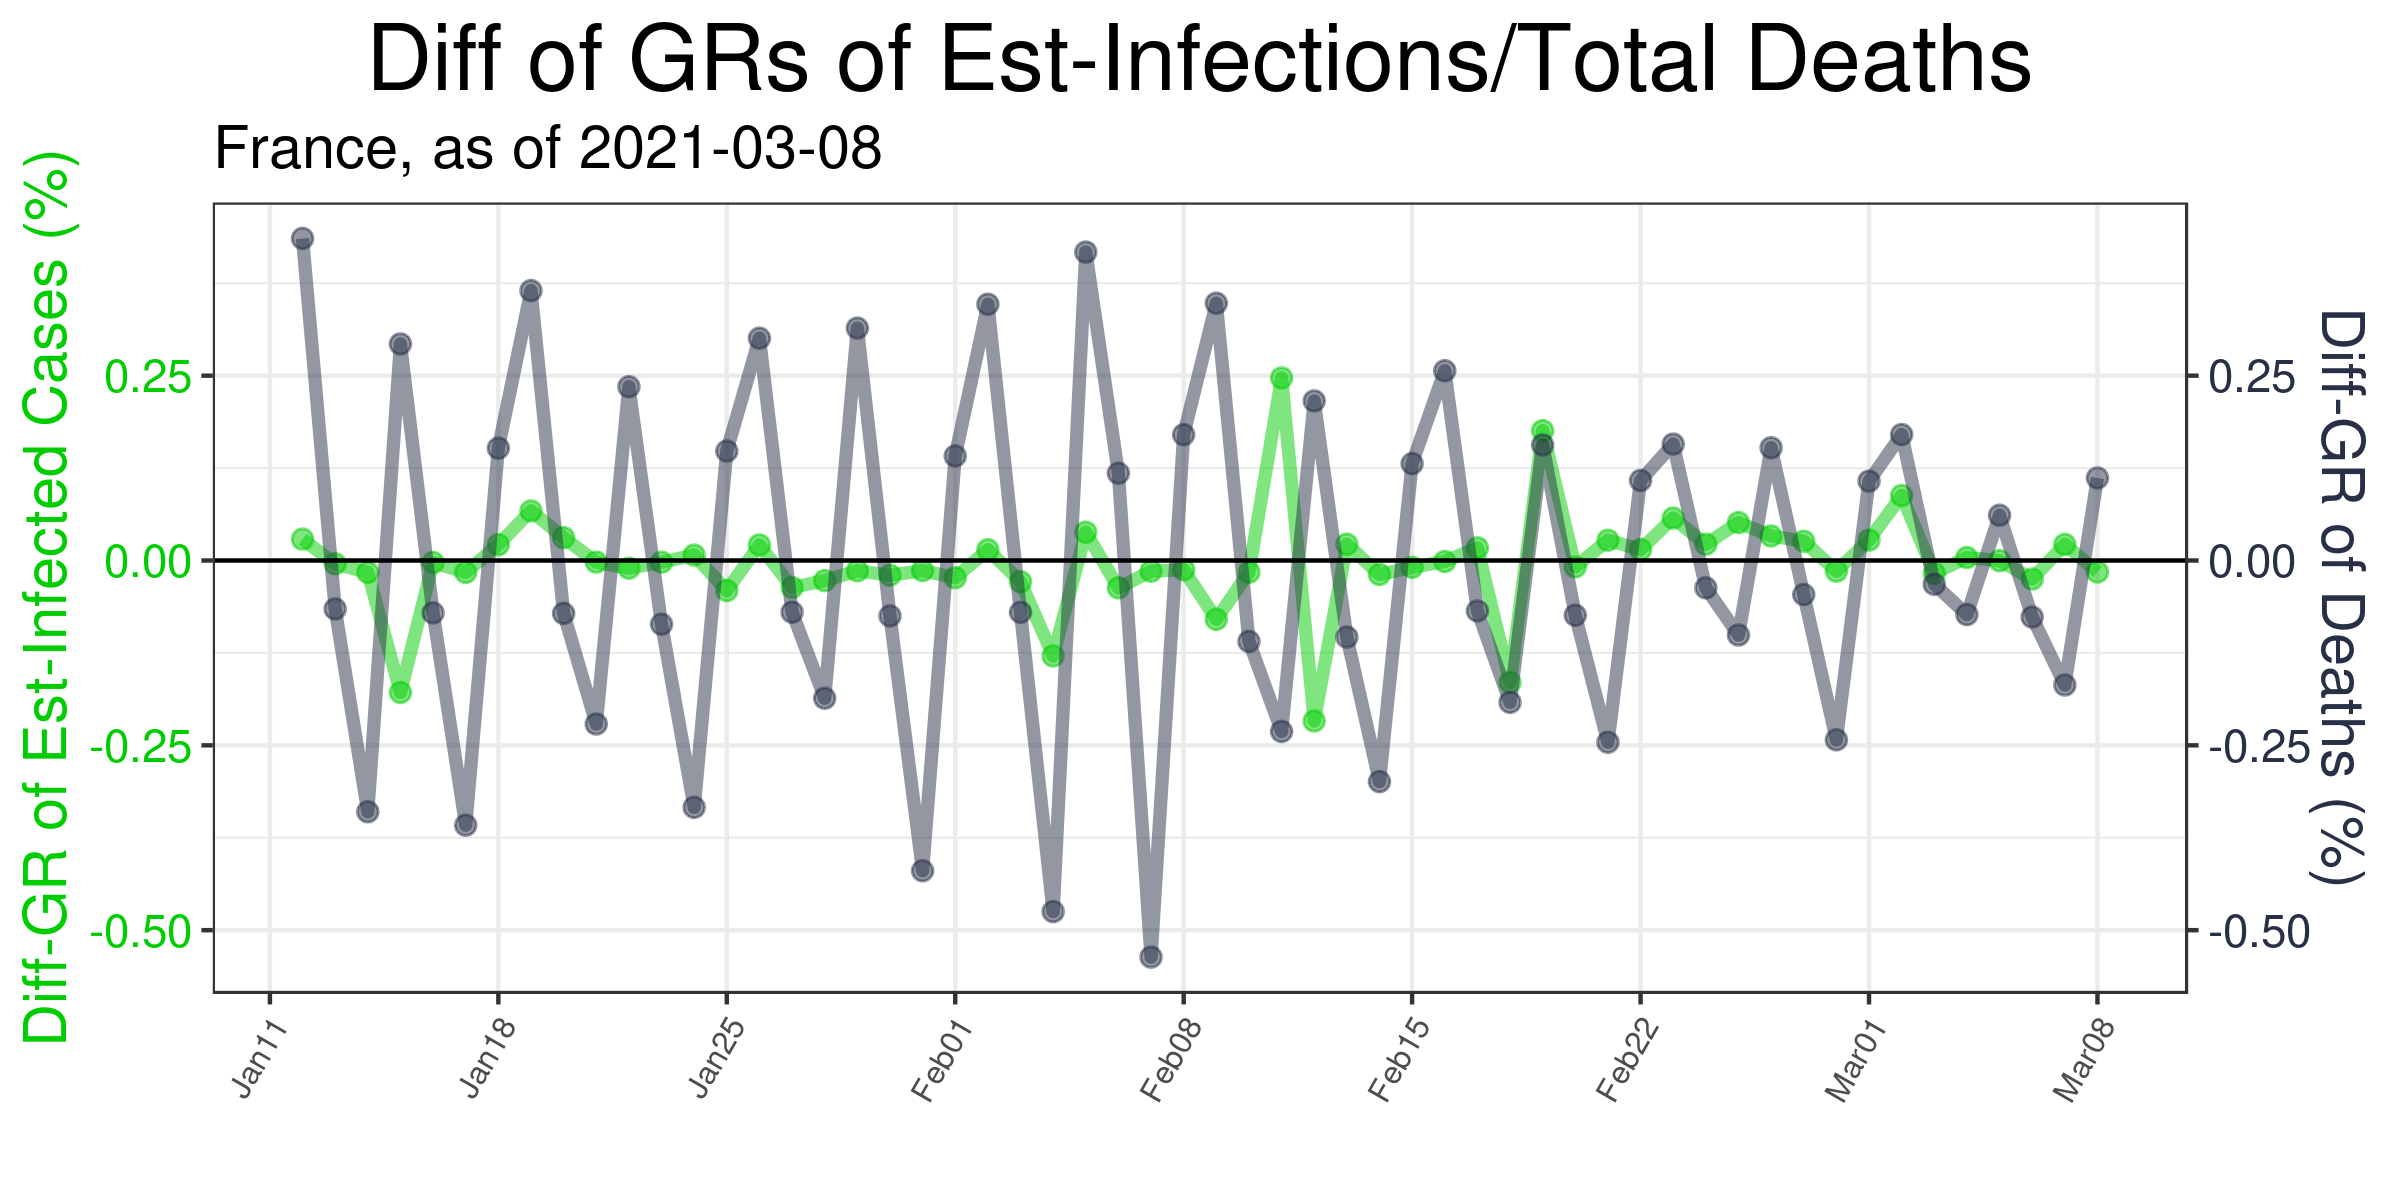 Diff of GRs of Est-Infections/Total Deaths
France, as of 2021-03-08
Diff-GR of Est-Infected Cases (%)
0.25
0.00
-0.25
-0.50
0.25
0.00
-0.25
-0.50
Diff-GR of Deaths (%)
Jan11
Jan18
Jan25
Feb01
Feb08
Feb15
Feb22
Mar01
Mar08